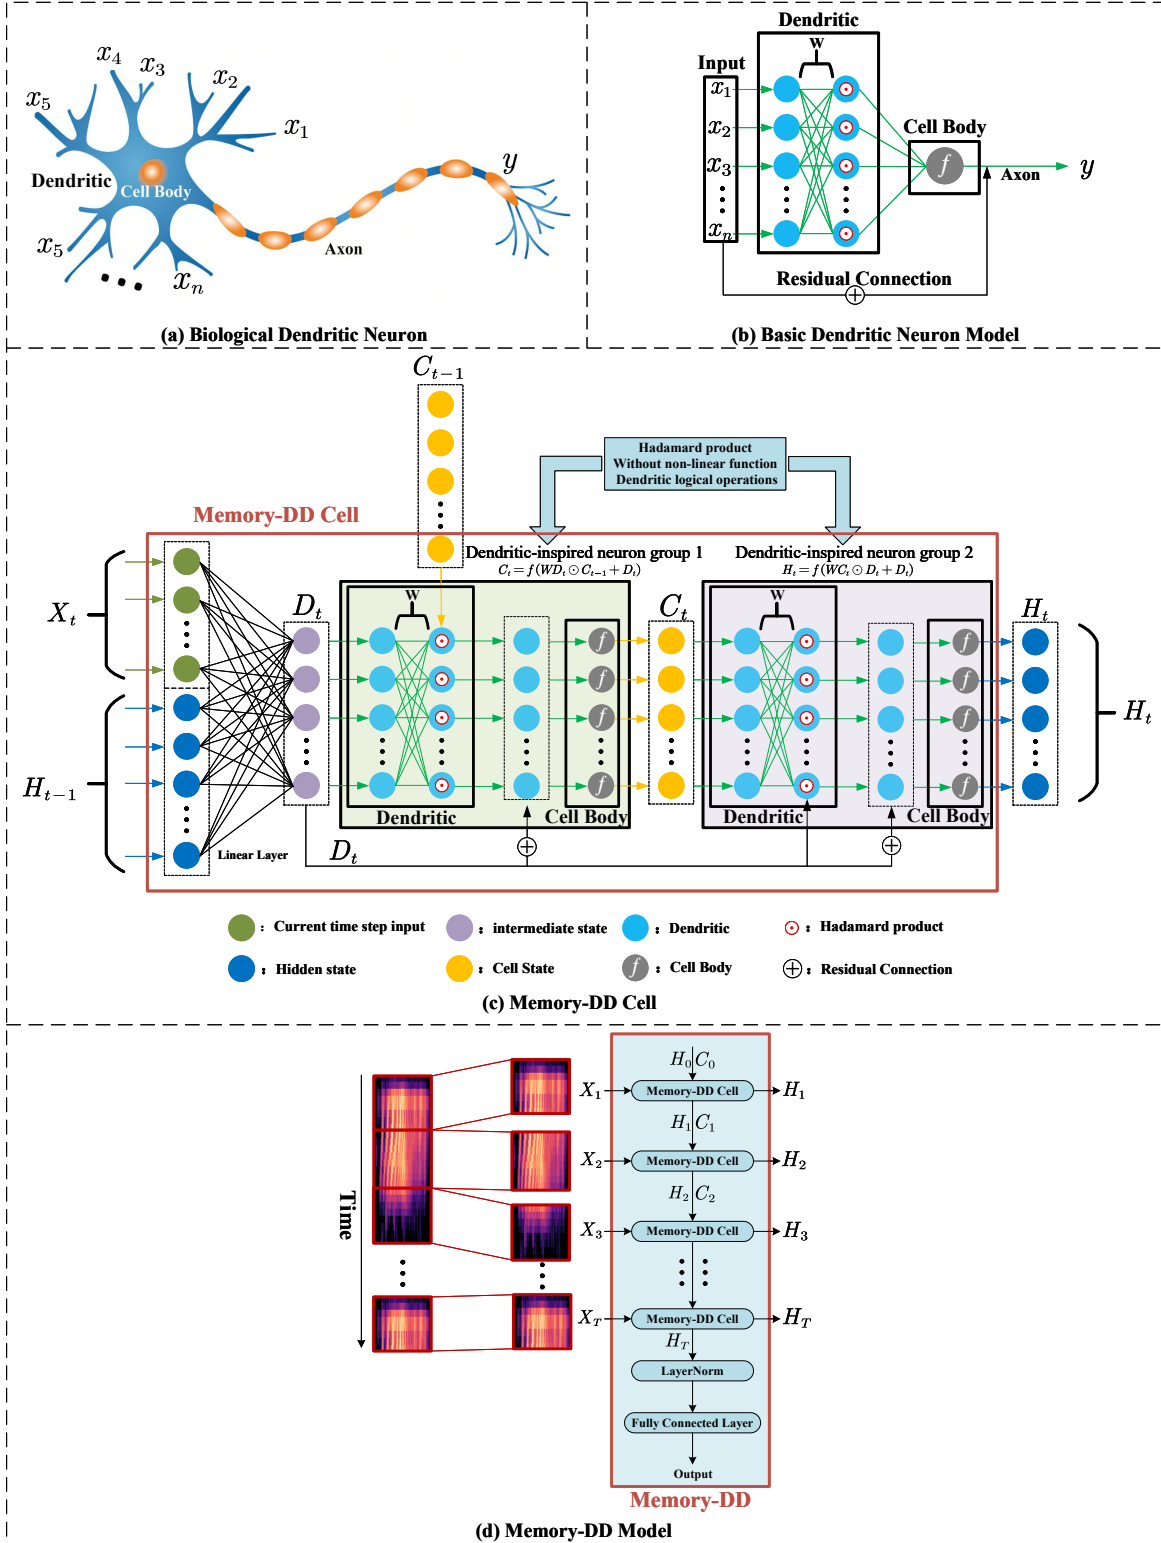 x₄
x₃
x₂
x₅
x₁
Dendritic
Cell Body
y
x₅
xₙ
Axon
(a) Biological Dendritic Neuron
Dendritic
W
Input
x₁
x₂
x₃
xₙ
Cell Body
f
Axon
y
Residual Connection
(b) Basic Dendritic Neuron Model
Cₜ₋₁
Hadamard product
Without non-linear function
Dendritic logical operations
Memory-DD Cell
Dendritic-inspired neuron group 1
Cₜ = f(WDₜ ⊙ Cₜ₋₁ + Dₜ)
Dendritic-inspired neuron group 2
Hₜ = f(WCₜ ⊙ Dₜ + Dₜ)
Xₜ
Hₜ₋₁
Linear Layer
Dₜ
W
f
f
f
f
Dendritic
Cell Body
Cₜ
W
f
f
f
f
Dendritic
Cell Body
Hₜ
Hₜ
Dₜ
: Current time step input
: intermediate state
: Dendritic
: Hadamard product
: Hidden state
: Cell State
f : Cell Body
: Residual Connection
(c) Memory-DD Cell
Time
H₀ C₀
X₁ Memory-DD Cell H₁
H₁ C₁
X₂ Memory-DD Cell H₂
H₂ C₂
X₃ Memory-DD Cell H₃
X_T Memory-DD Cell H_T
H_T
LayerNorm
Fully Connected Layer
Output
Memory-DD
(d) Memory-DD Model